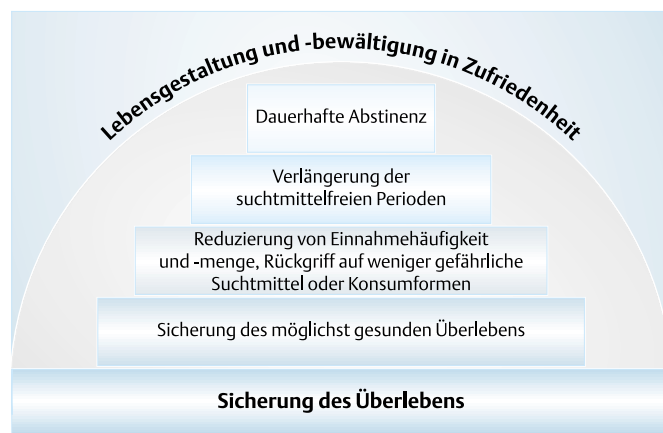 Lebensgestaltung und -bewältigung in Zufriedenheit
Dauerhafte Abstinenz
Verlängerung der
suchtmittelfreien Perioden
Reduzierung von Einnahmehäufigkeit
und -menge, Rückgriff auf weniger gefährliche
Suchtmittel oder Konsumformen
Sicherung des möglichst gesunden Überlebens
Sicherung des Überlebens